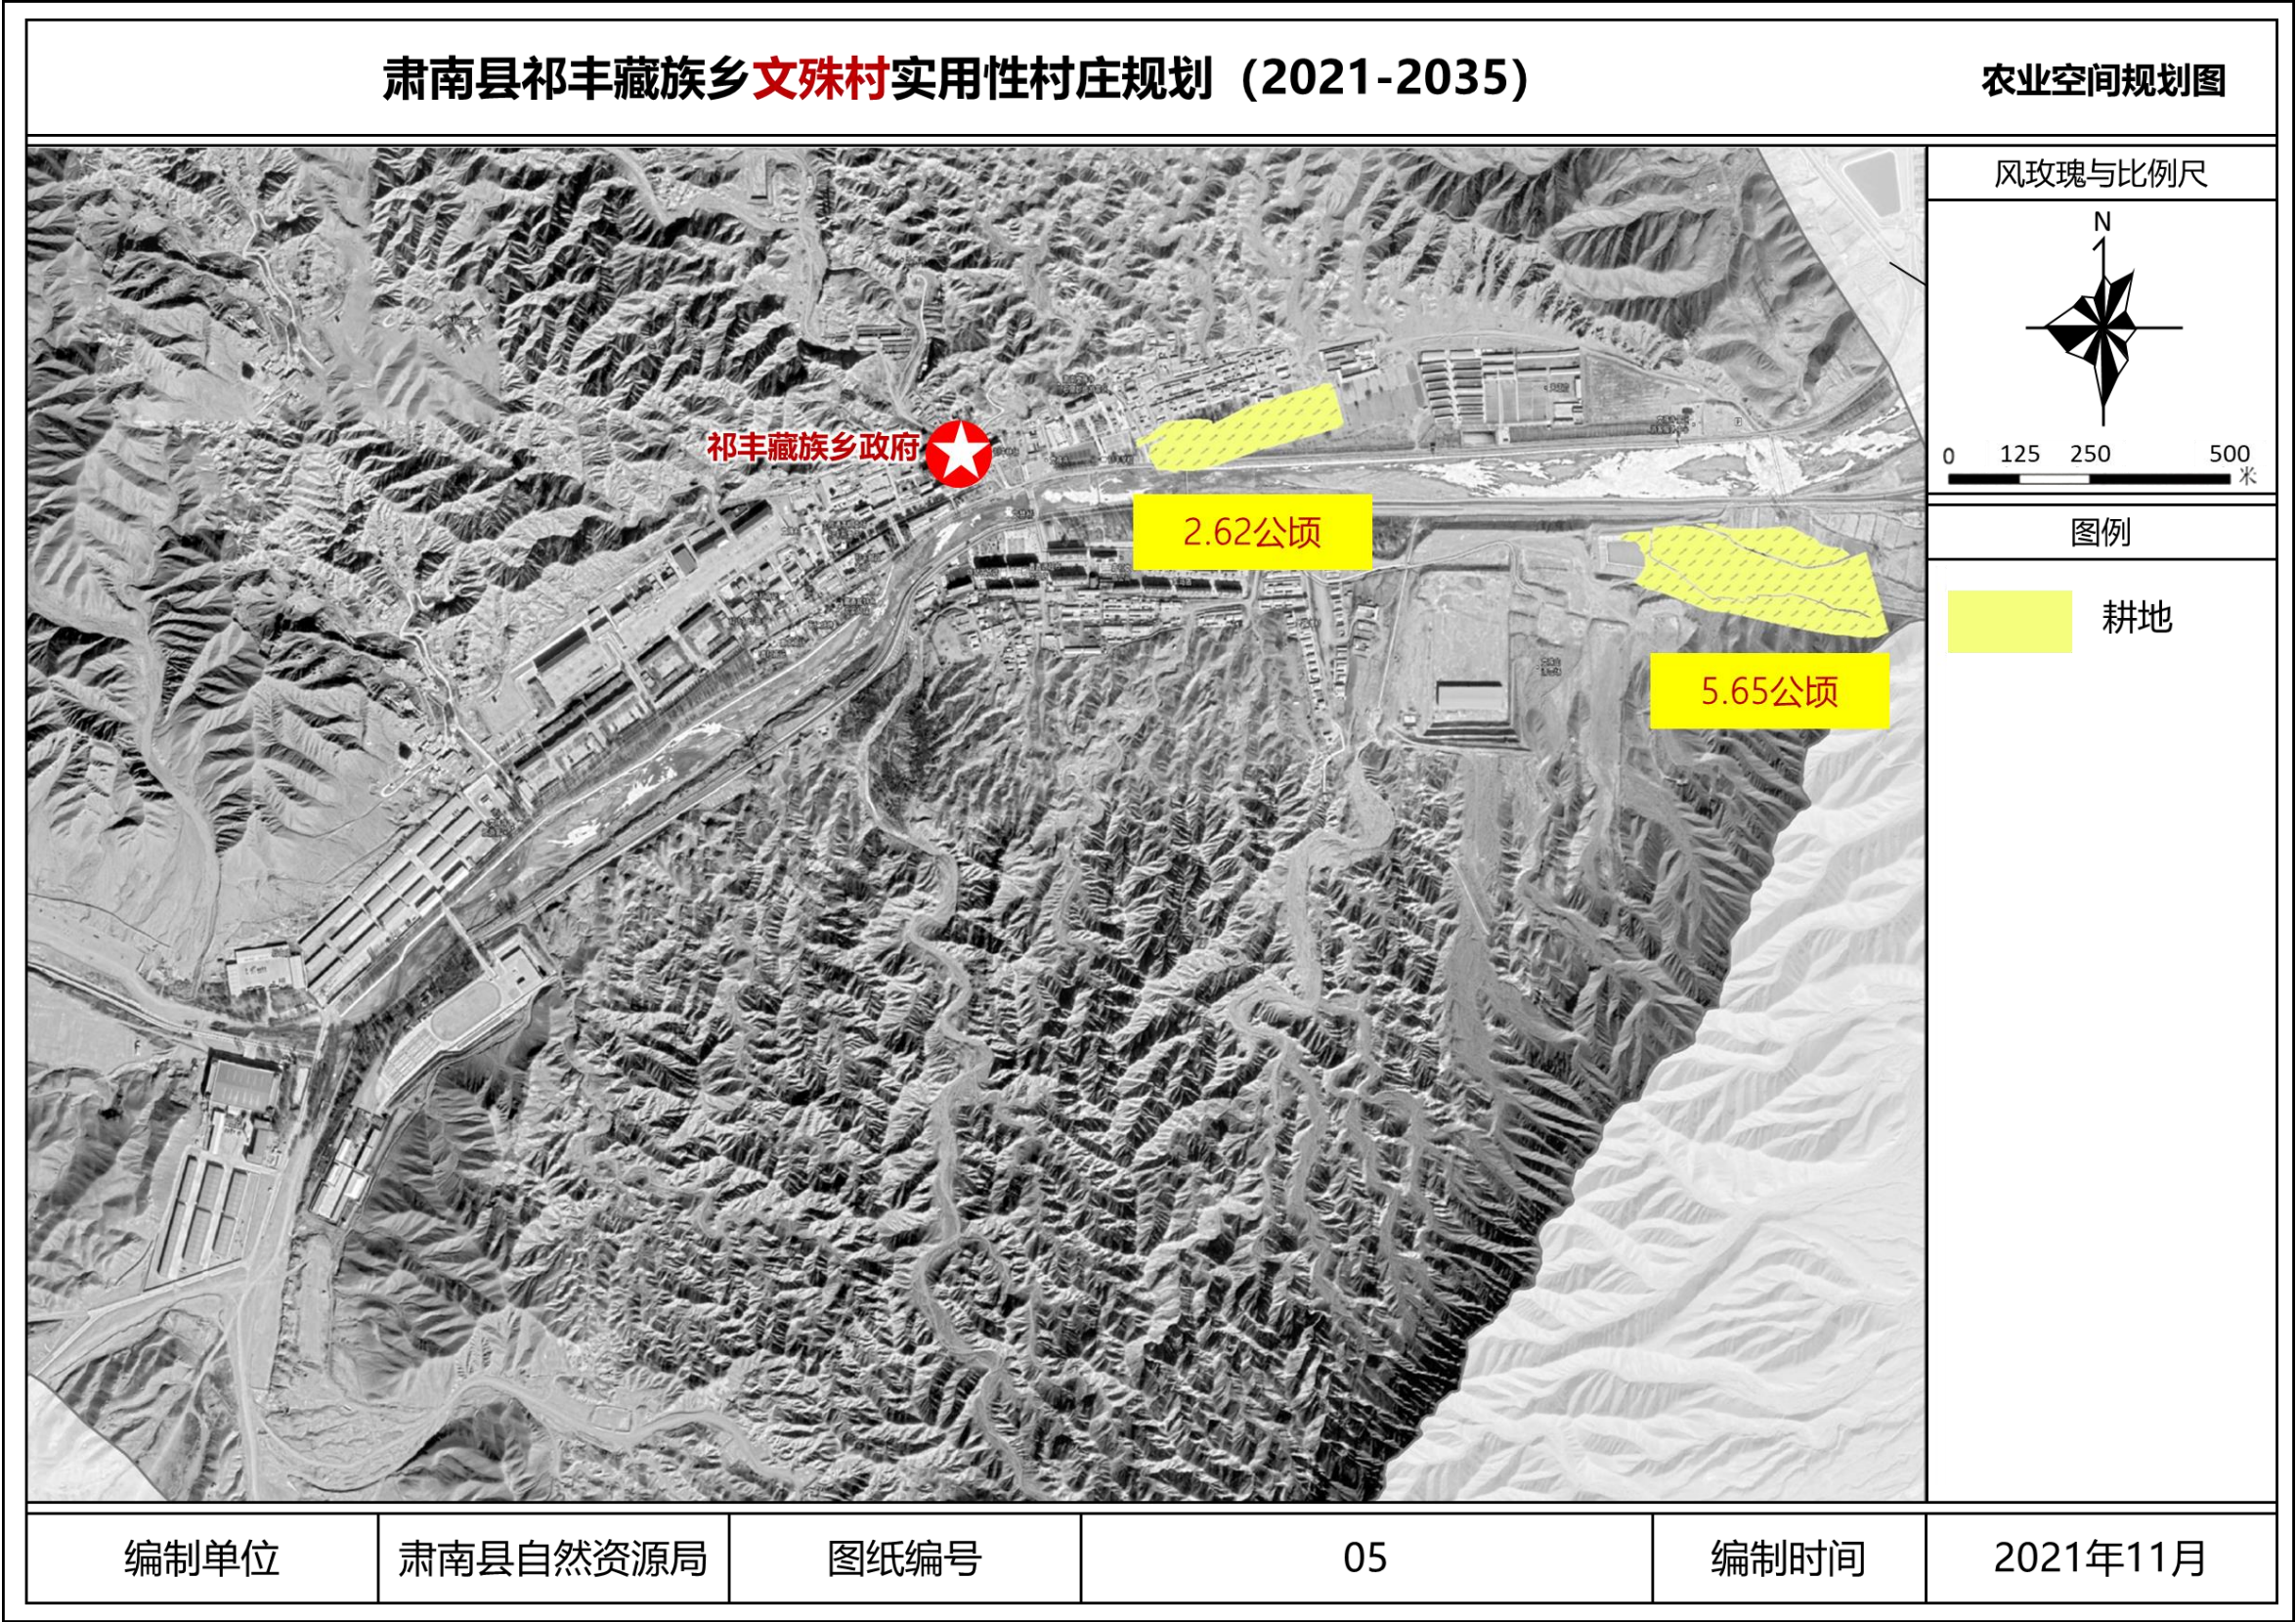 肃南县祁丰藏族乡文殊村实用性村庄规划（2021-2035）
农业空间规划图
风玫瑰与比例尺
N
0 125 250 500
米
图例
耕地
祁丰藏族乡政府
2.62公顷
5.65公顷
编制单位 肃南县自然资源局 图纸编号 05 编制时间 2021年11月